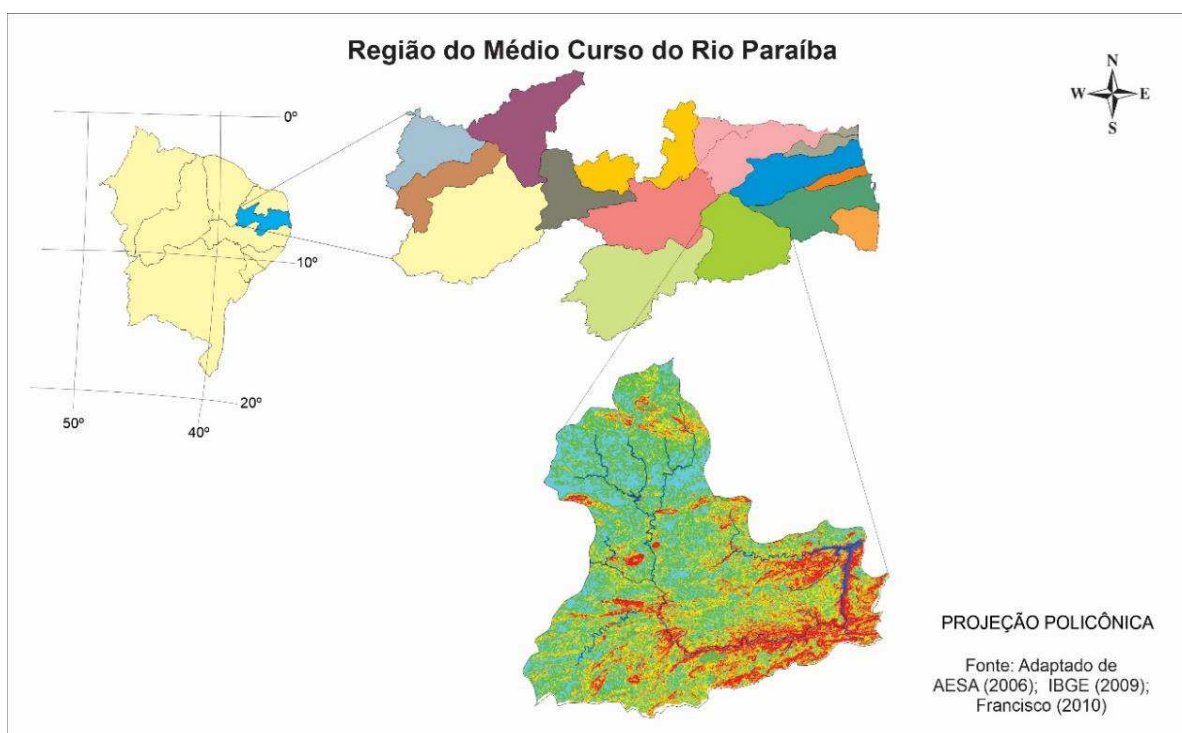 Região do Médio Curso do Rio Paraíba
N
W E
S
0º
10º
20º
50º
40º
PROJEÇÃO POLICÔNICA
Fonte: Adaptado de
AESA (2006); IBGE (2009);
Francisco (2010)